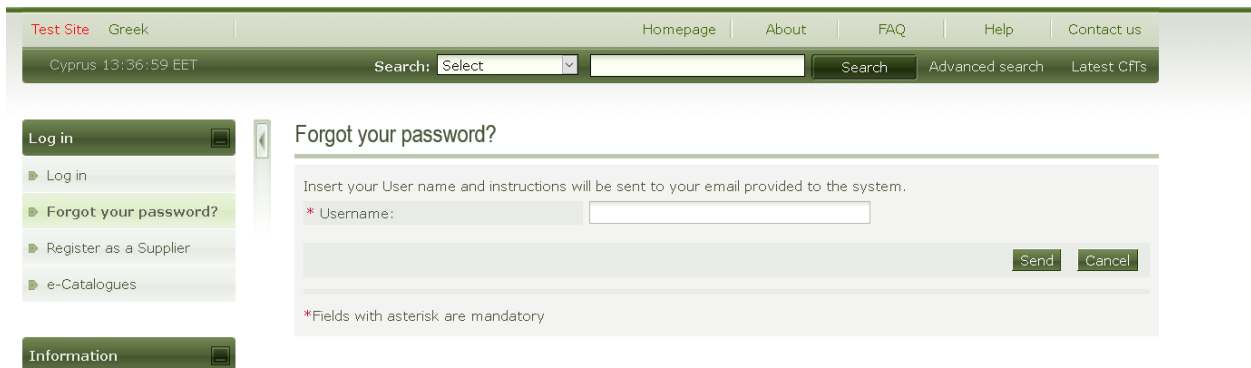 Test Site Greek Homepage About FAQ Help Contact us
Cyprus 13:36:59 EET Search: Select Search Advanced search Latest CfTs
Log in
Log in
Forgot your password?
Register as a Supplier
e-Catalogues
Information
Forgot your password?
Insert your User name and instructions will be sent to your email provided to the system.
* Username:
Send Cancel
*Fields with asterisk are mandatory